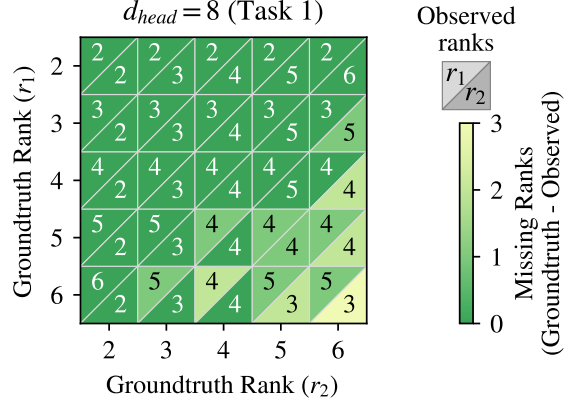 d_head = 8 (Task 1)
Observed
ranks
r₁
r₂
Groundtruth Rank (r₁)
2
2 2 2 2 2
2 3 4 5 6
3
3 3 3 3 3
2 3 4 5 5
4
4 4 4 4 4
2 3 4 5 4
5
5 5 4 4 4
2 3 4 4 4
6
6 5 4 5 5
2 3 4 3 3
2 3 4 5 6
Groundtruth Rank (r₂)
3
2
1
0
Missing Ranks
(Groundtruth - Observed)